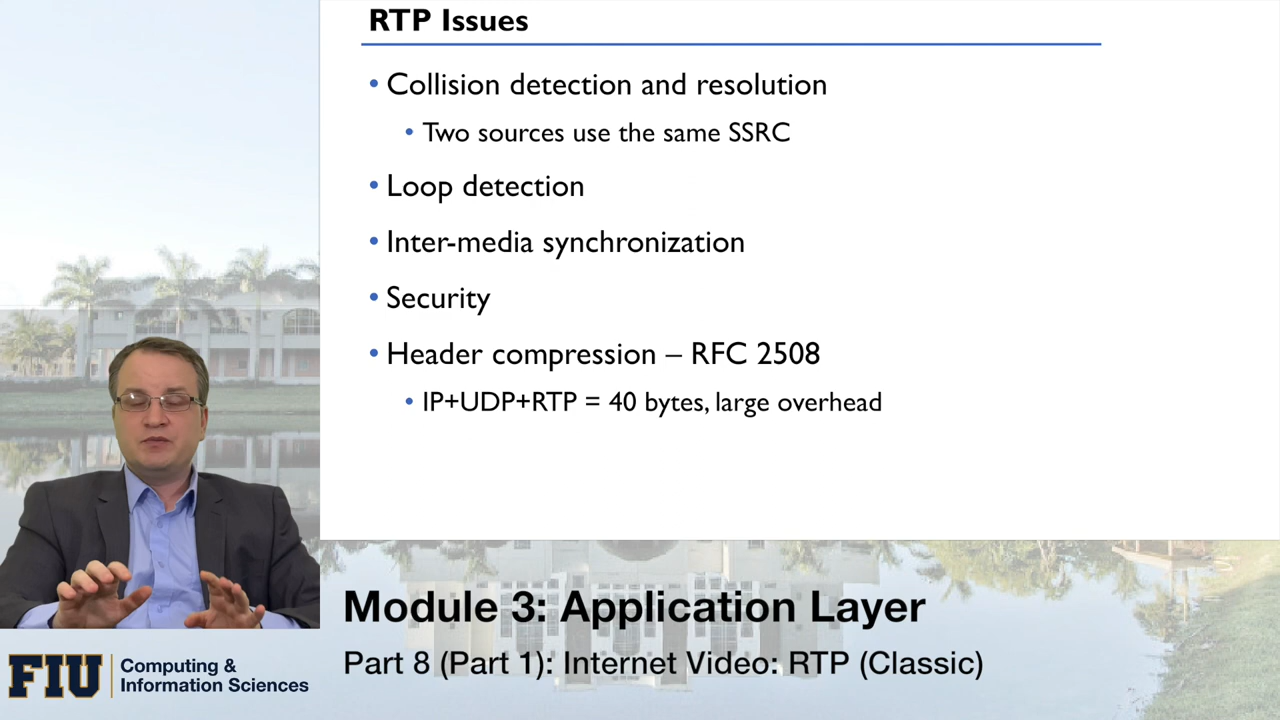 RTP Issues
• Collision detection and resolution
• Two sources use the same SSRC
• Loop detection
• Inter-media synchronization
• Security
• Header compression – RFC 2508
• IP+UDP+RTP = 40 bytes, large overhead
Module 3: Application Layer
Part 8 (Part 1): Internet Video: RTP (Classic)
FIU
Computing &
Information Sciences